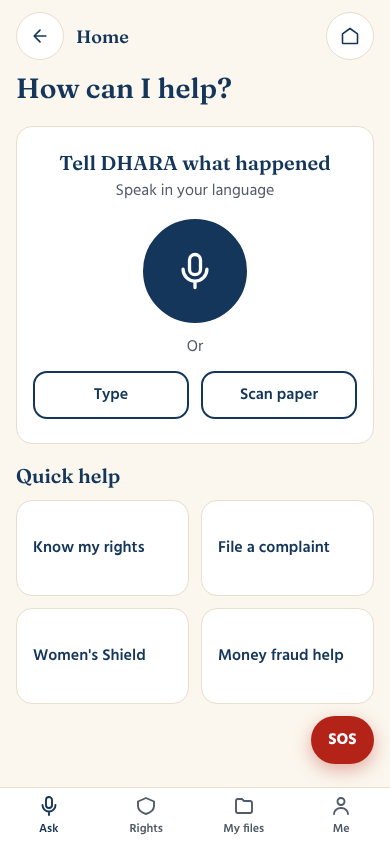 Home
How can I help?
Tell DHARA what happened
Speak in your language
Or
Type
Scan paper
Quick help
Know my rights
File a complaint
Women's Shield
Money fraud help
SOS
Ask
Rights
My files
Me